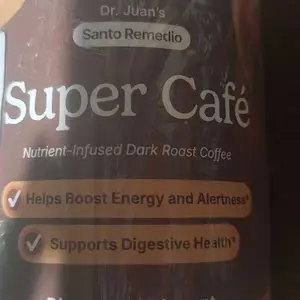 Dr. Juan's
Santo Remedio
Super Café
Nutrient-Infused Dark Roast Coffee
Helps Boost Energy and Alertness*
Supports Digestive Health*